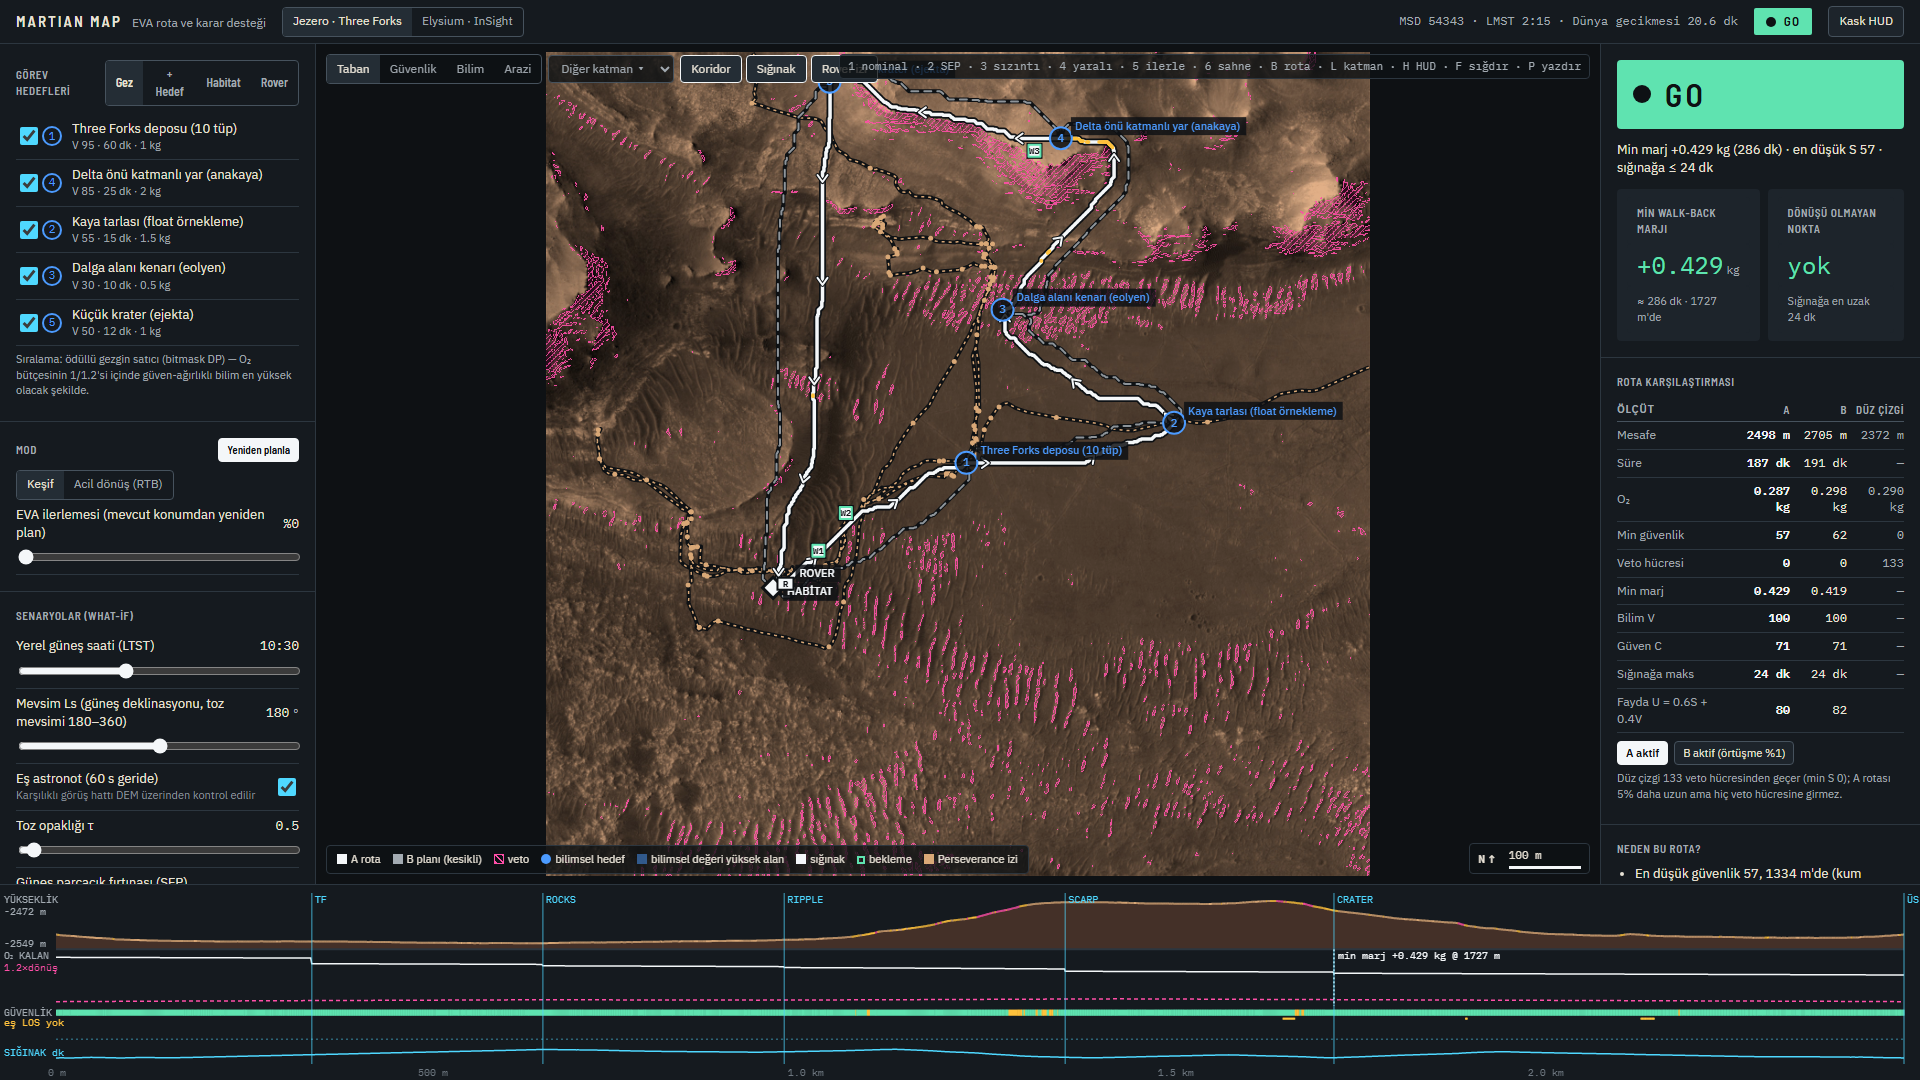 MARTIAN MAP EVA rota ve karar desteği Jezero · Three Forks Elysium · InSight
MSD 54343 · LMST 2:15 · Dünya gecikmesi 20.6 dk GO Kask HUD
GÖREV HEDEFLERİ
Gez
+ Hedef
Habitat
Rover
1 Three Forks deposu (10 tüp)
V 95 · 60 dk · 1 kg
4 Delta önü katmanlı yar (anakaya)
V 85 · 25 dk · 2 kg
2 Kaya tarlası (float örnekleme)
V 55 · 15 dk · 1.5 kg
3 Dalga alanı kenarı (eolyen)
V 30 · 10 dk · 0.5 kg
5 Küçük krater (ejekta)
V 50 · 12 dk · 1 kg
Sıralama: ödüllü gezgin satıcı (bitmask DP) — O₂
bütçesinin 1/1.2'si içinde güven-ağırlıklı bilim en yüksek
olacak şekilde.
MOD Yeniden planla
Keşif Acil dönüş (RTB)
EVA ilerlemesi (mevcut konumdan yeniden
plan) %0
SENARYOLAR (WHAT-IF)
Yerel güneş saati (LTST) 10:30
Mevsim Ls (güneş deklinasyonu, toz
mevsimi 180–360) 180 °
Eş astronot (60 s geride)
Karşılıklı görüş hattı DEM üzerinden kontrol edilir
Toz opaklığı τ 0.5
Güneş parçacık fırtınası (SEP)
Taban Güvenlik Bilim Arazi Diğer katman Koridor Sığınak
1 nominal · 2 SEP · 3 sızıntı · 4 yaralı · 5 ilerle · 6 sahne · B rota · L katman · H HUD · F sığdır · P yazdır
4 Delta önü katmanlı yar (anakaya)
W3
3 Dalga alanı kenarı (eolyen)
2 Kaya tarlası (float örnekleme)
1 Three Forks deposu (10 tüp)
W2
W1
ROVER
R
HABİTAT
A rota B planı (kesikli) veto bilimsel hedef bilimsel değeri yüksek alan sığınak bekleme Perseverance izi
N ↑ 100 m
GO
Min marj +0.429 kg (286 dk) · en düşük S 57 ·
sığınağa ≤ 24 dk
MİN WALK-BACK
MARJI
+0.429 kg
≈ 286 dk · 1727
m'de
DÖNÜŞÜ OLMAYAN
NOKTA
yok
Sığınağa en uzak
24 dk
ROTA KARŞILAŞTIRMASI
ÖLÇÜT A B DÜZ ÇİZGİ
Mesafe 2498 m 2705 m 2372 m
Süre 187 dk 191 dk —
O₂ 0.287 kg 0.298 kg 0.290 kg
Min güvenlik 57 62 0
Veto hücresi 0 0 133
Min marj 0.429 0.419 —
Bilim V 100 100 —
Güven C 71 71 —
Sığınağa maks 24 dk 24 dk —
Fayda U = 0.6S +
0.4V 80 82
A aktif B aktif (örtüşme %1)
Düz çizgi 133 veto hücresinden geçer (min S 0); A rotası
5% daha uzun ama hiç veto hücresine girmez.
NEDEN BU ROTA?
• En düşük güvenlik 57, 1334 m'de (kum
YÜKSEKLİK TF ROCKS RIPPLE SCARP CRATER ÜS
-2472 m
-2549 m
O₂ KALAN
min marj +0.429 kg @ 1727 m
1.2×dönüş
GÜVENLİK
eş LOS yok
SIĞINAK dk
0 m 500 m 1.0 km 1.5 km 2.0 km